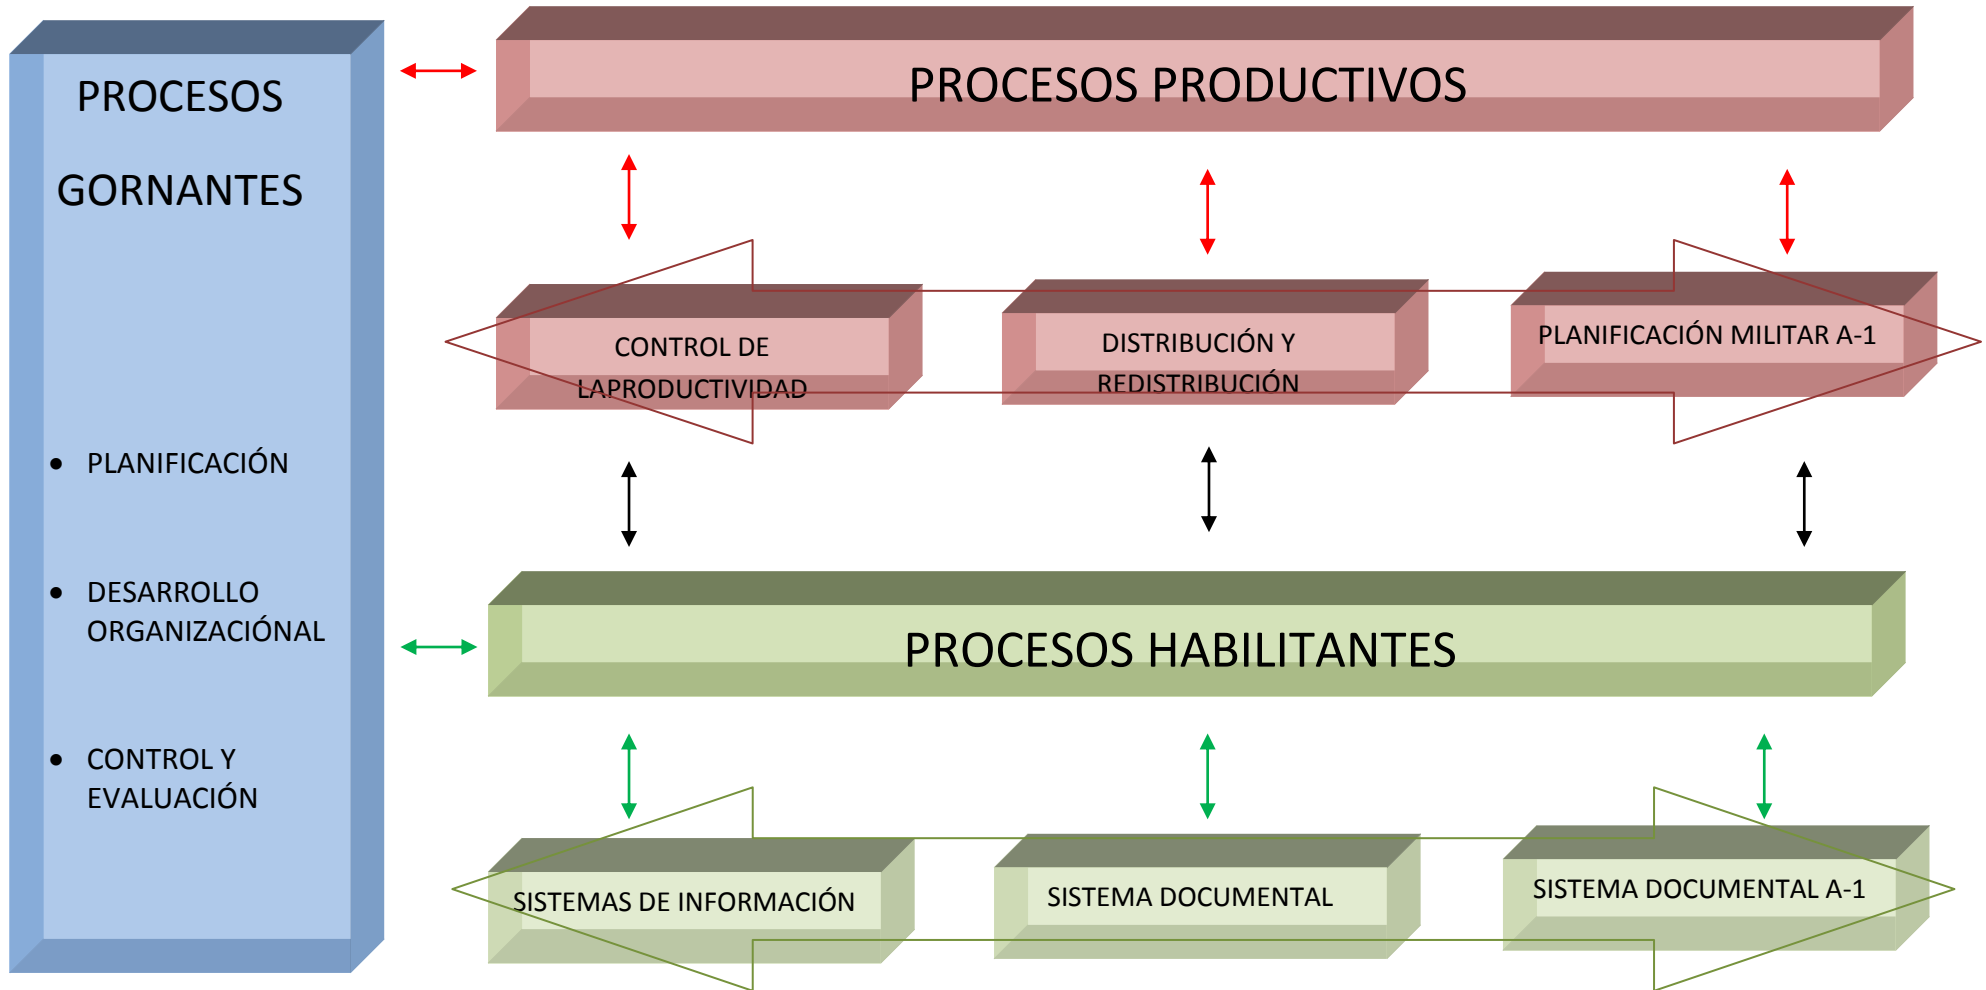 PROCESOS
GORNANTES
• PLANIFICACIÓN
• DESARROLLO
ORGANIZACIÓNAL
• CONTROL Y
EVALUACIÓN
PROCESOS PRODUCTIVOS
CONTROL DE
LAPRODUCTIVIDAD
DISTRIBUCIÓN Y
REDISTRIBUCIÓN
PLANIFICACIÓN MILITAR A-1
PROCESOS HABILITANTES
SISTEMAS DE INFORMACIÓN
SISTEMA DOCUMENTAL
SISTEMA DOCUMENTAL A-1